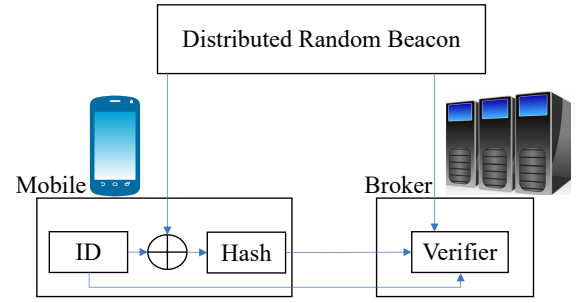 Distributed Random Beacon
Mobile
Broker
ID
Hash
Verifier